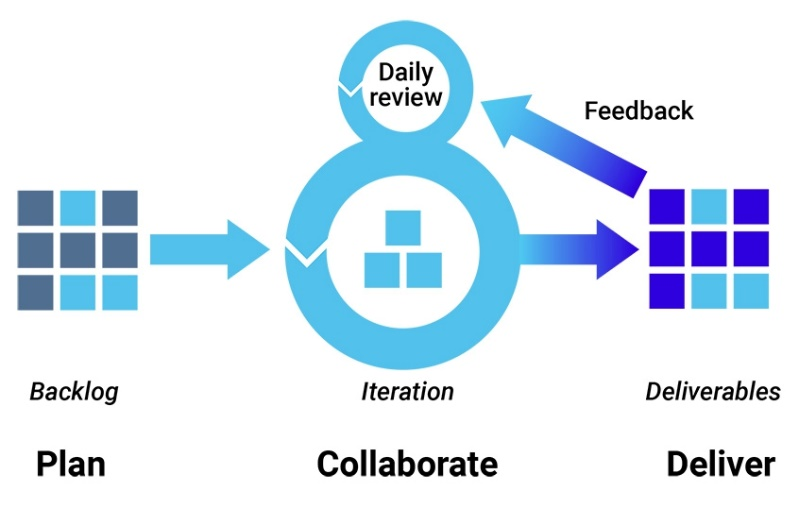 Daily
review
Feedback
Backlog
Iteration
Deliverables
Plan
Collaborate
Deliver